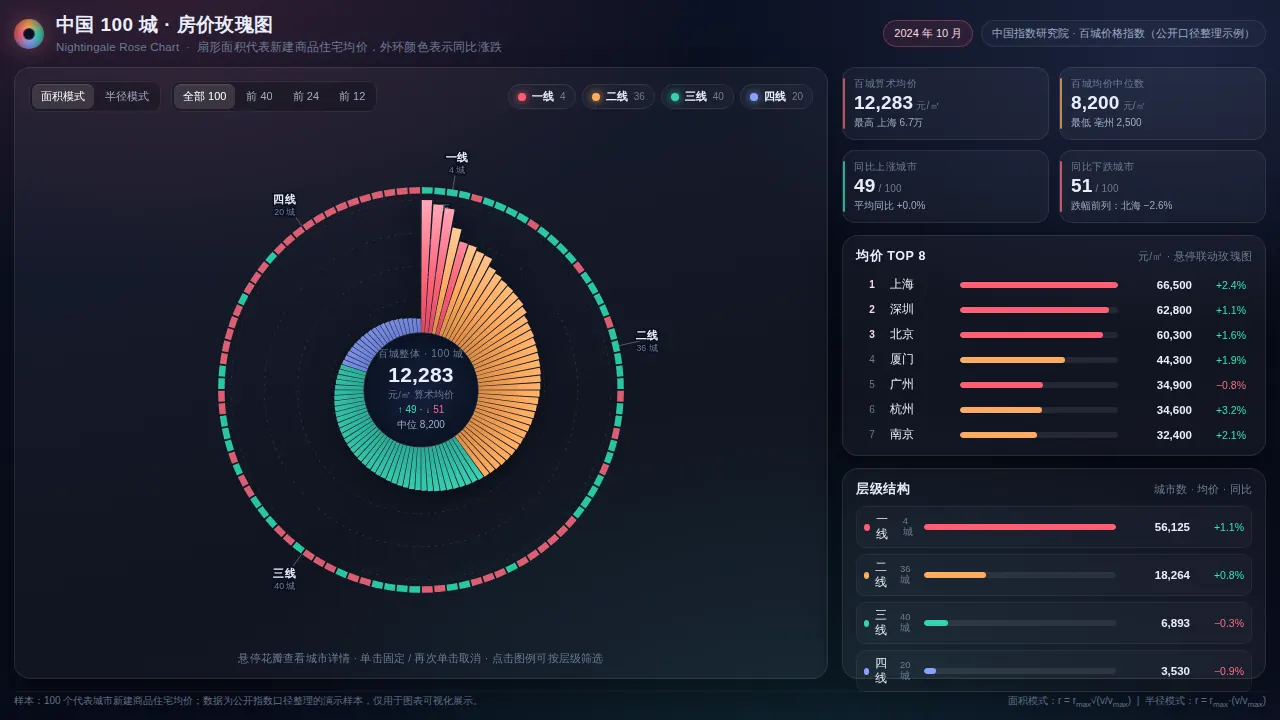 中国 100 城 · 房价玫瑰图
Nightingale Rose Chart · 扇形面积代表新建商品住宅均价，外环颜色表示同比涨跌
2024 年 10 月
中国指数研究院 · 百城价格指数（公开口径整理示例）
面积模式 半径模式 全部 100 前 40 前 24 前 12
一线 4 二线 36 三线 40 四线 20
一线
4 城
四线
20 城
二线
36 城
三线
40 城
百城整体 · 100 城
12,283
元/㎡ 算术均价
↑ 49 · ↓ 51
中位 8,200
悬停花瓣查看城市详情 · 单击固定 / 再次单击取消 · 点击图例可按层级筛选
百城算术均价
12,283 元/㎡
最高 上海 6.7万
百城均价中位数
8,200 元/㎡
最低 亳州 2,500
同比上涨城市
49 / 100
平均同比 +0.0%
同比下跌城市
51 / 100
跌幅前列：北海 −2.6%
均价 TOP 8
元/㎡ · 悬停联动玫瑰图
1 上海 66,500 +2.4%
2 深圳 62,800 +1.1%
3 北京 60,300 +1.6%
4 厦门 44,300 +1.9%
5 广州 34,900 −0.8%
6 杭州 34,600 +3.2%
7 南京 32,400 +2.1%
层级结构
城市数 · 均价 · 同比
一线 4城 56,125 +1.1%
二线 36城 18,264 +0.8%
三线 40城 6,893 −0.3%
四线 20城 3,530 −0.9%
样本：100 个代表城市新建商品住宅均价；数据为公开指数口径整理的演示样本，仅用于图表可视化展示。
面积模式：r = rmax√(v/vmax) | 半径模式：r = rmax·(v/vmax)